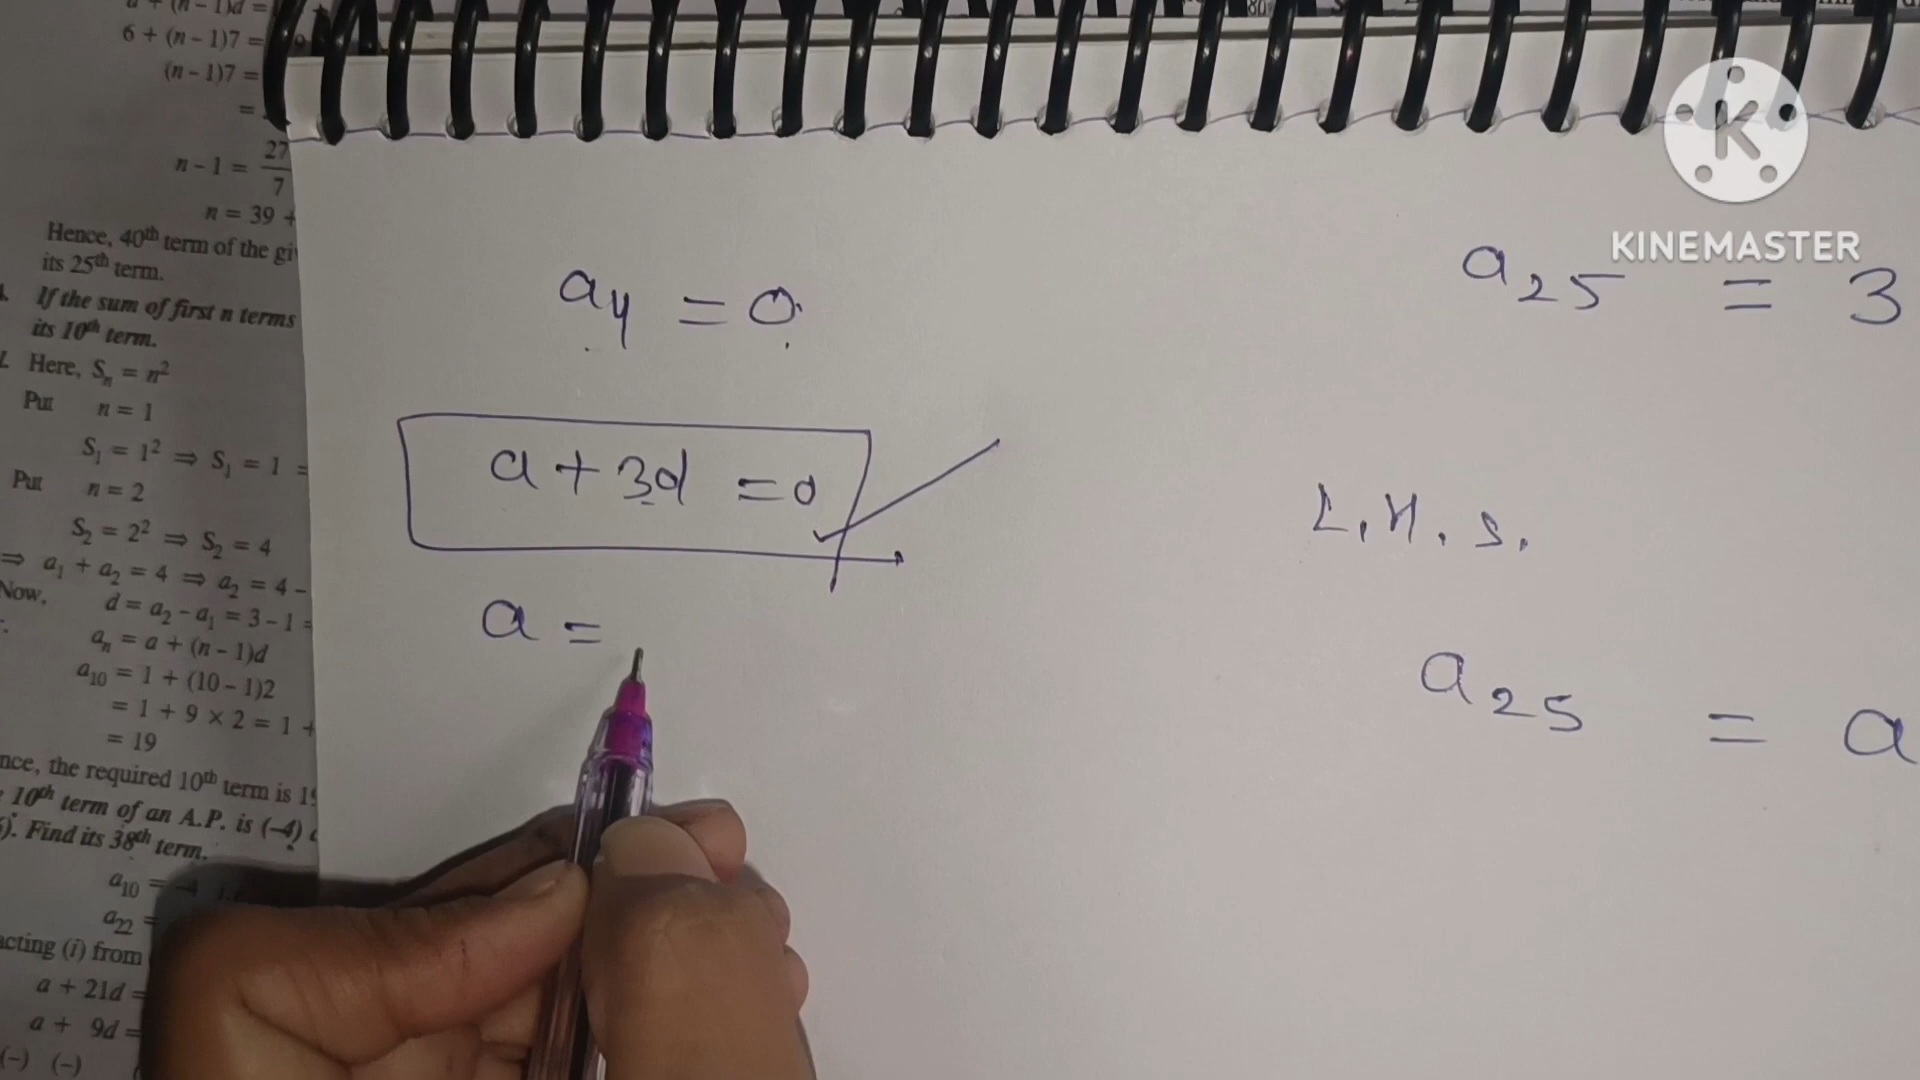 6 + (n – 1)7 =
(n – 1)7 =
=
n – 1 = 27/7
n = 39 +
Hence, 40th term of the gi
its 25th term.
If the sum of first n terms
its 10th term.
Here, Sn = n²
Put n = 1
S1 = 1² ⇒ S1 = 1 =
Put n = 2
S2 = 2² ⇒ S2 = 4
⇒ a1 + a2 = 4 ⇒ a2 = 4 –
Now, d = a2 – a1 = 3 – 1 =
an = a + (n – 1)d
a10 = 1 + (10 – 1)2
= 1 + 9 × 2 = 1 +
= 19
nce, the required 10th term is 19
10th term of an A.P. is (–4)
). Find its 38th term.
a10 = –4
a22 =
acting (i) from
a + 21d =
a + 9d =
(–) (–)
a4 = 0
a + 3d = 0
a =
KINEMASTER
a25 = 3
L.H.S.
a25 = a